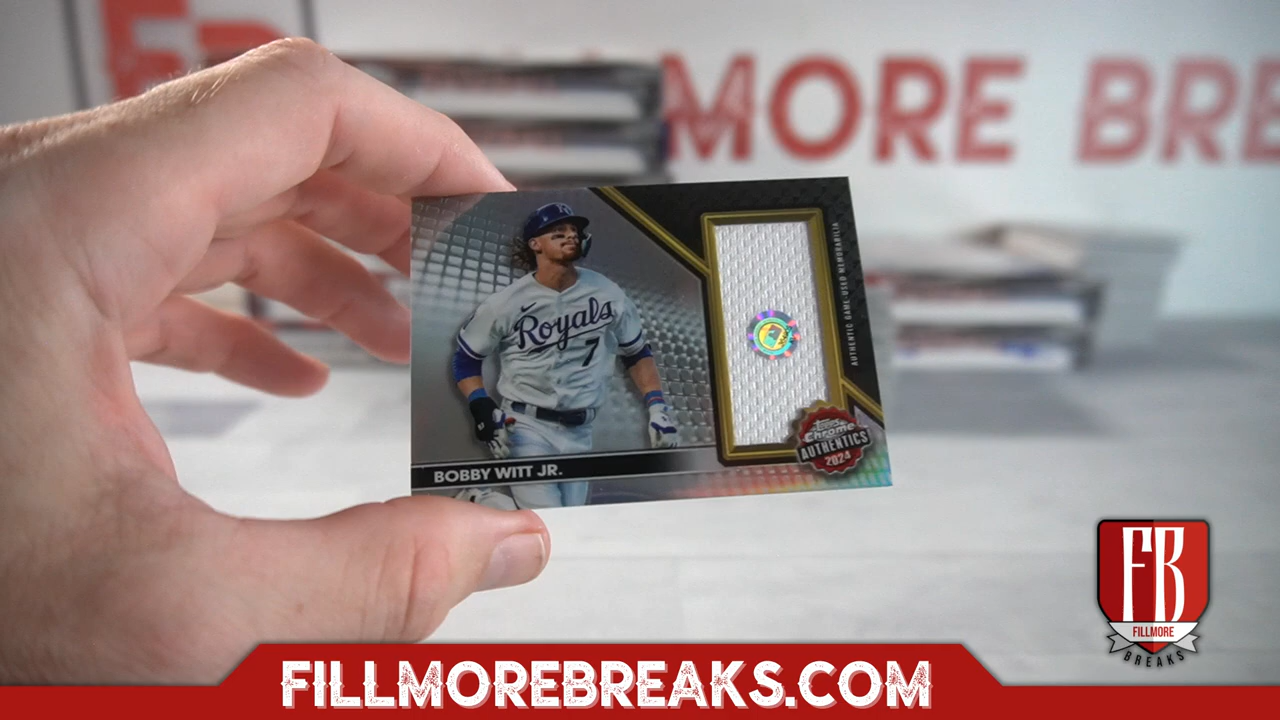 MORE BRE
Royals
7
AUTHENTIC GAME-USED MEMORABILIA
Topps
Chrome
AUTHENTICS
2024
BOBBY WITT JR.
FB
FILLMORE
BREAKS
FILLMOREBREAKS.COM